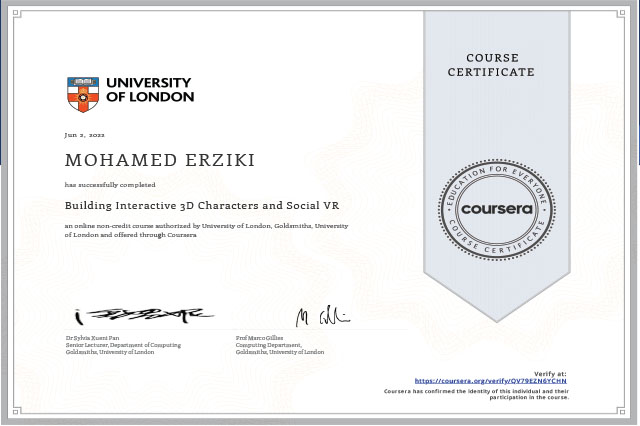 UNIVERSITY
OF LONDON
COURSE
CERTIFICATE
Jun 2, 2022
MOHAMED ERZIKI
has successfully completed
Building Interactive 3D Characters and Social VR
an online non-credit course authorized by University of London, Goldsmiths, University
of London and offered through Coursera
EDUCATION FOR EVERYONE
coursera
COURSE CERTIFICATE
Dr Sylvia Xueni Pan
Senior Lecturer, Department of Computing
Goldsmiths, University of London
Prof Marco Gillies
Computing Department,
Goldsmiths, University of London
Verify at:
https://coursera.org/verify/QV79EZN6YCHN
Coursera has confirmed the identity of this individual and their
participation in the course.